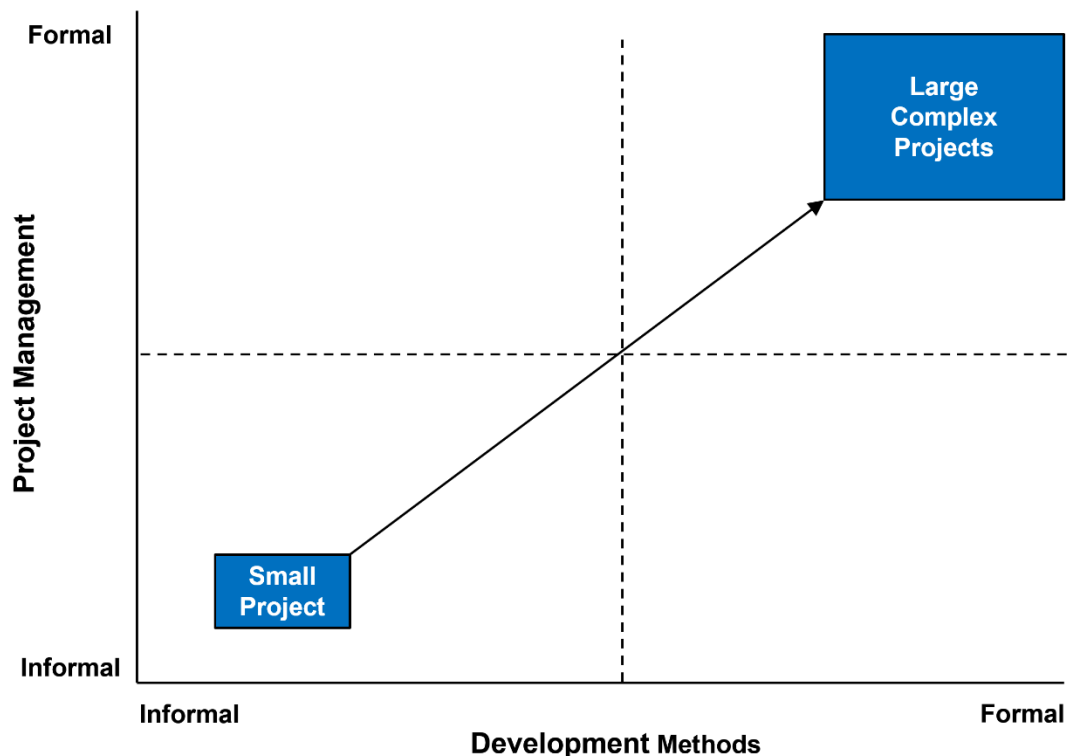 Formal
Large
Complex
Projects
Project Management
Small
Project
Informal
Informal
Formal
Development Methods